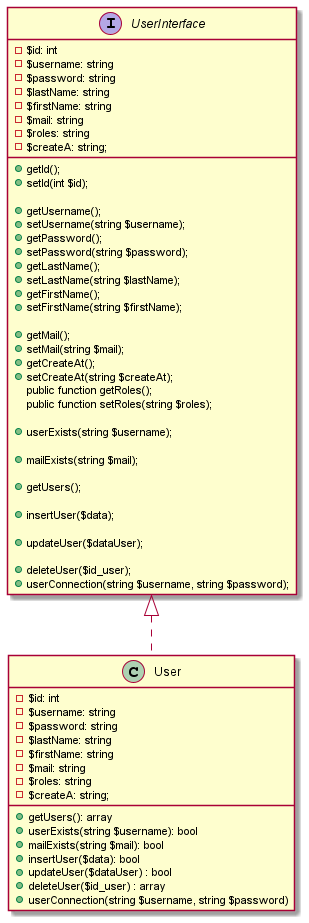 I UserInterface
$id: int
$username: string
$password: string
$lastName: string
$firstName: string
$mail: string
$roles: string
$createA: string;
getId();
setId(int $id);
getUsername();
setUsername(string $username);
getPassword();
setPassword(string $password);
getLastName();
setLastName(string $lastName);
getFirstName();
setFirstName(string $firstName);
getMail();
setMail(string $mail);
getCreateAt();
setCreateAt(string $createAt);
public function getRoles();
public function setRoles(string $roles);
userExists(string $username);
mailExists(string $mail);
getUsers();
insertUser($data);
updateUser($dataUser);
deleteUser($id_user);
userConnection(string $username, string $password);
C User
$id: int
$username: string
$password: string
$lastName: string
$firstName: string
$mail: string
$roles: string
$createA: string;
getUsers(): array
userExists(string $username): bool
mailExists(string $mail): bool
insertUser($data): bool
updateUser($dataUser) : bool
deleteUser($id_user) : array
userConnection(string $username, string $password)